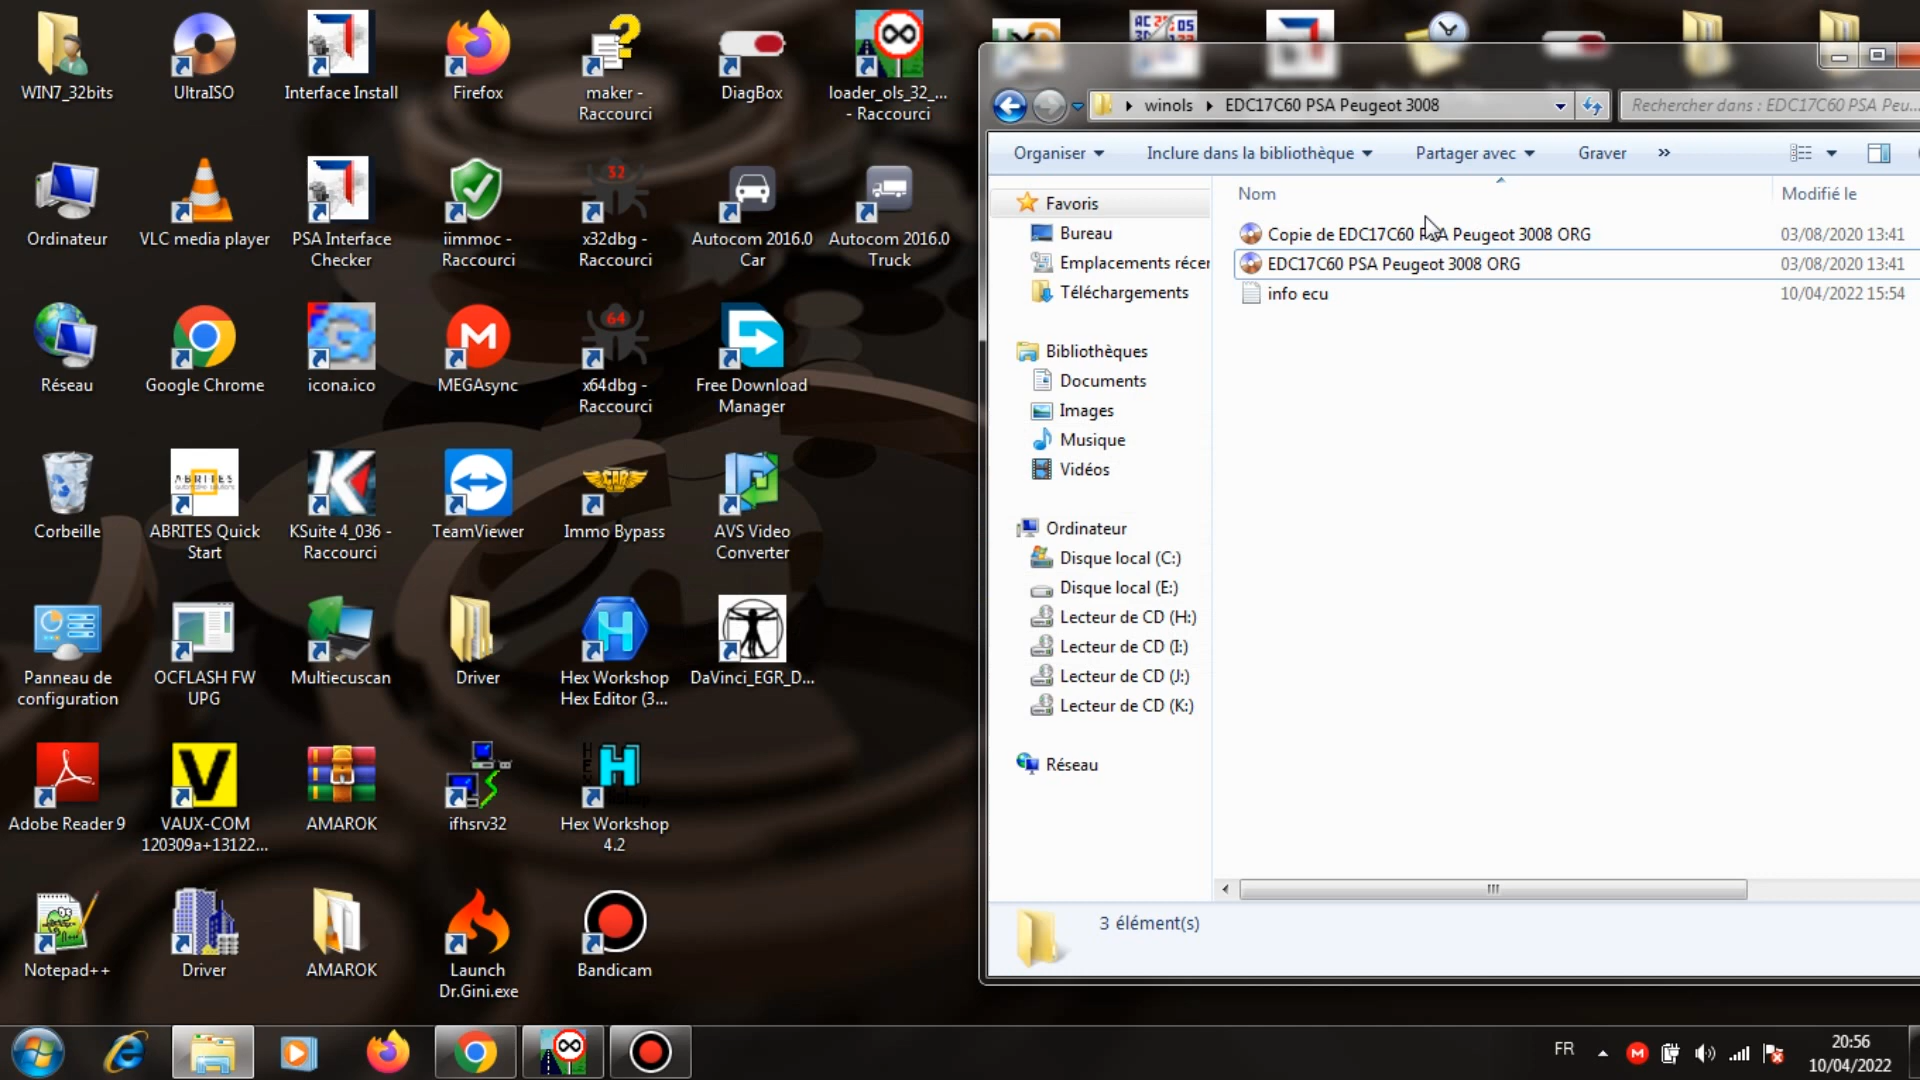 WIN7_32bits
UltraISO
Interface Install
Firefox
maker -
Raccourci
DiagBox
loader_ols_32_...
- Raccourci
Ordinateur
VLC media player
PSA Interface
Checker
iimmoc -
Raccourci
32
x32dbg -
Raccourci
Autocom 2016.0
Car
Autocom 2016.0
Truck
Réseau
Google Chrome
icona.ico
MEGAsync
64
x64dbg -
Raccourci
Free Download
Manager
Corbeille
ABRITES
ABRITES Quick
Start
KSuite 4_036 -
Raccourci
TeamViewer
CAR
Immo Bypass
AVS Video
Converter
Panneau de
configuration
OCFLASH FW
UPG
Multiecuscan
Driver
Hex Workshop
Hex Editor (3...
DaVinci_EGR_D...
Adobe Reader 9
VAUX-COM
120309a+13122...
AMAROK
ifhsrv32
Hex Workshop
4.2
Notepad++
Driver
AMAROK
Launch
Dr.Gini.exe
Bandicam
winols
EDC17C60 PSA Peugeot 3008
Rechercher dans : EDC17C60 PSA Peu...
Organiser
Inclure dans la bibliothèque
Partager avec
Graver
»
Favoris
Bureau
Emplacements récer
Téléchargements
Bibliothèques
Documents
Images
Musique
Vidéos
Ordinateur
Disque local (C:)
Disque local (E:)
Lecteur de CD (H:)
Lecteur de CD (I:)
Lecteur de CD (J:)
Lecteur de CD (K:)
Réseau
Nom
Modifié le
Copie de EDC17C60 PSA Peugeot 3008 ORG
03/08/2020 13:41
EDC17C60 PSA Peugeot 3008 ORG
03/08/2020 13:41
info ecu
10/04/2022 15:54
3 élément(s)
FR
20:56
10/04/2022